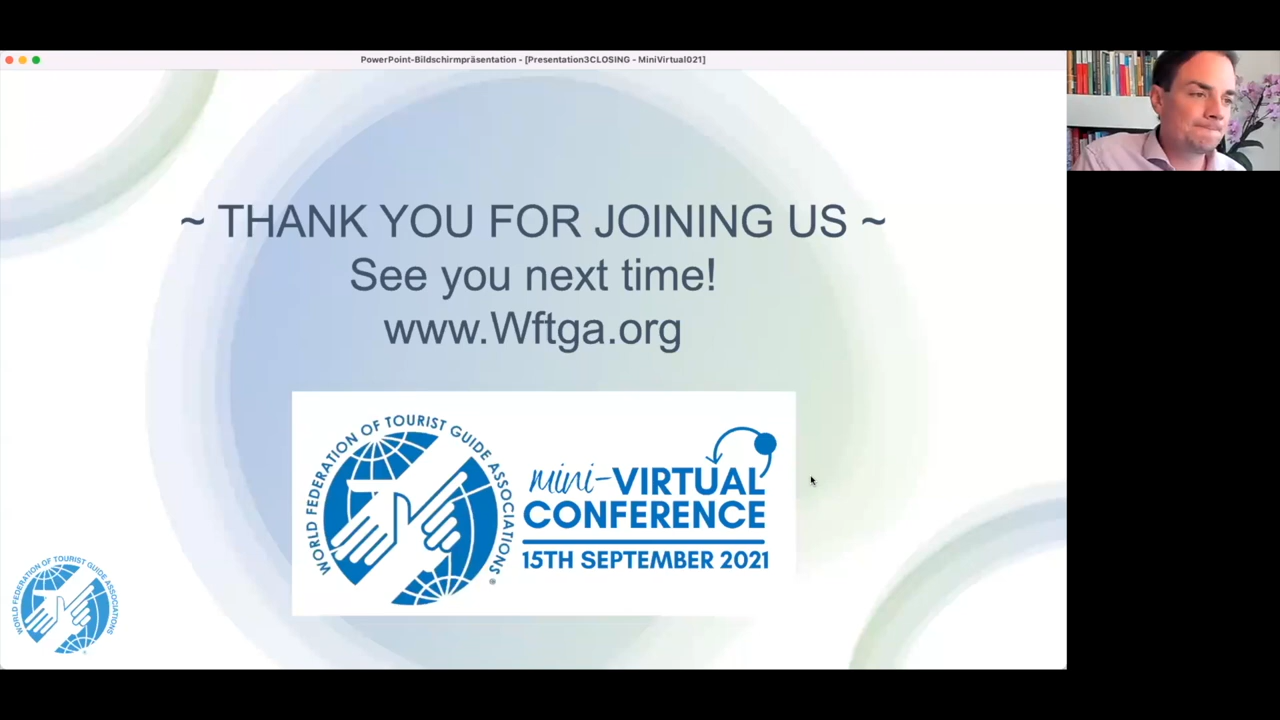 PowerPoint-Bildschirmpräsentation - [Presentation3CLOSING - MiniVirtual021]
~ THANK YOU FOR JOINING US ~
See you next time!
www.Wftga.org
WORLD FEDERATION OF TOURIST GUIDE ASSOCIATIONS
®
mini-VIRTUAL
CONFERENCE
15TH SEPTEMBER 2021
WORLD FEDERATION OF TOURIST GUIDE ASSOCIATIONS